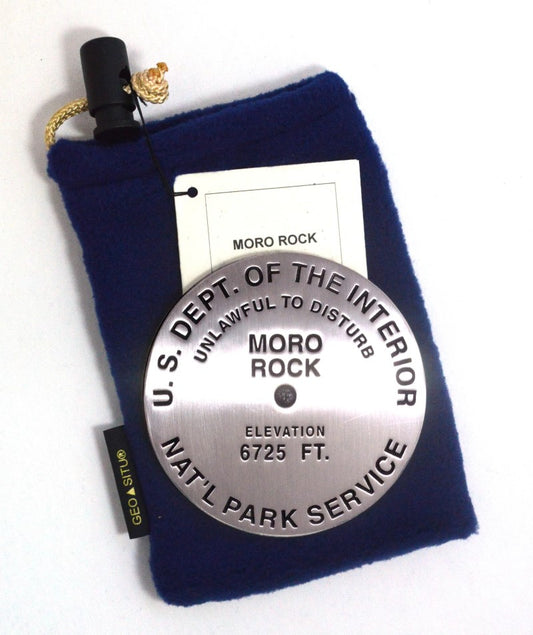 MORO ROCK
U. S. DEPT. OF THE INTERIOR
UNLAWFUL TO DISTURB
MORO
ROCK
ELEVATION
6725 FT.
NAT'L PARK SERVICE
GEO▲SITU®